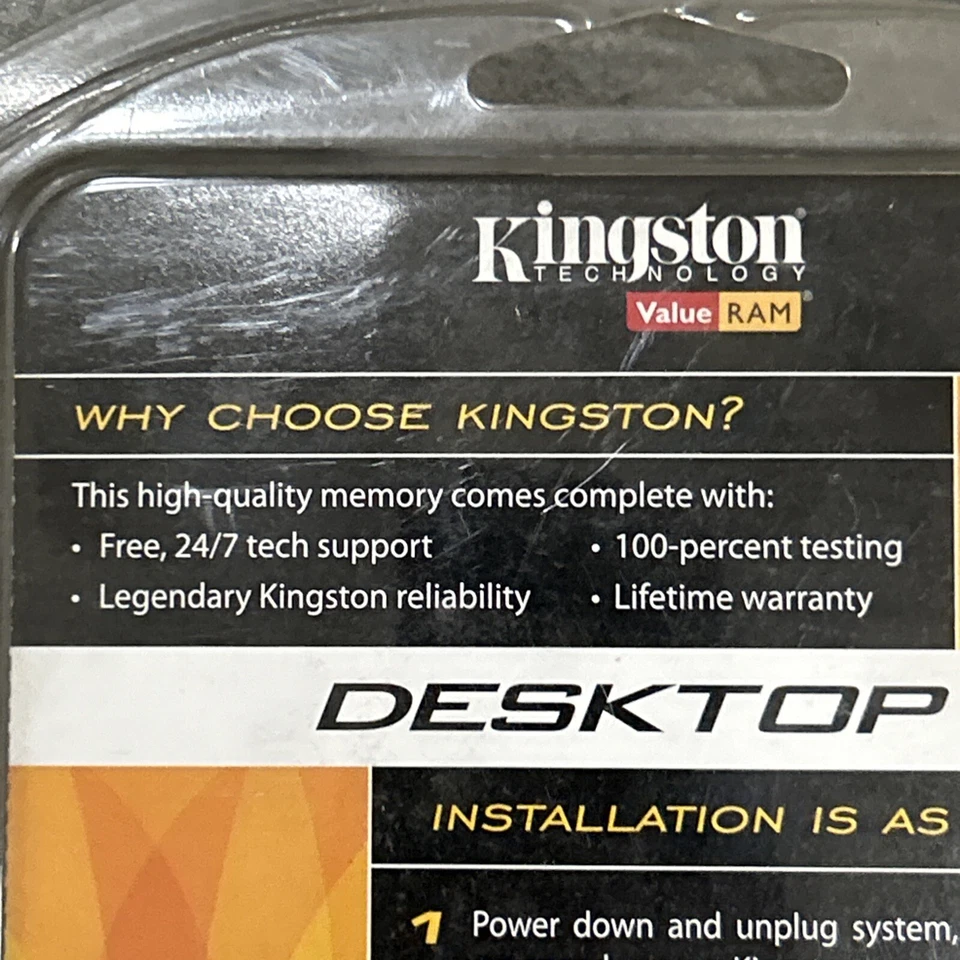 Kingston®
TECHNOLOGY
Value RAM®
WHY CHOOSE KINGSTON?
This high-quality memory comes complete with:
• Free, 24/7 tech support
• 100-percent testing
• Legendary Kingston reliability
• Lifetime warranty
DESKTOP
INSTALLATION IS AS
1 Power down and unplug system,